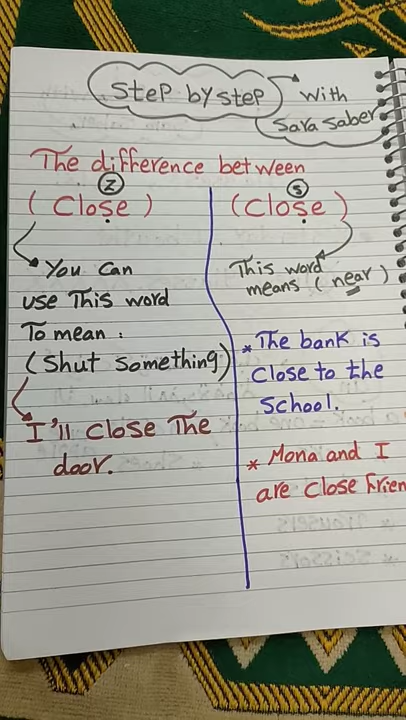 Step by step
with
Sara Saber
The difference between
z
(Close)
You can
use This word
To mean :
(Shut something)
I'll close The
door.
s
(Close)
This word
means (near)
* The bank is
close to the
school.
* Mona and I
are close Frien
Trousers
* Scissors